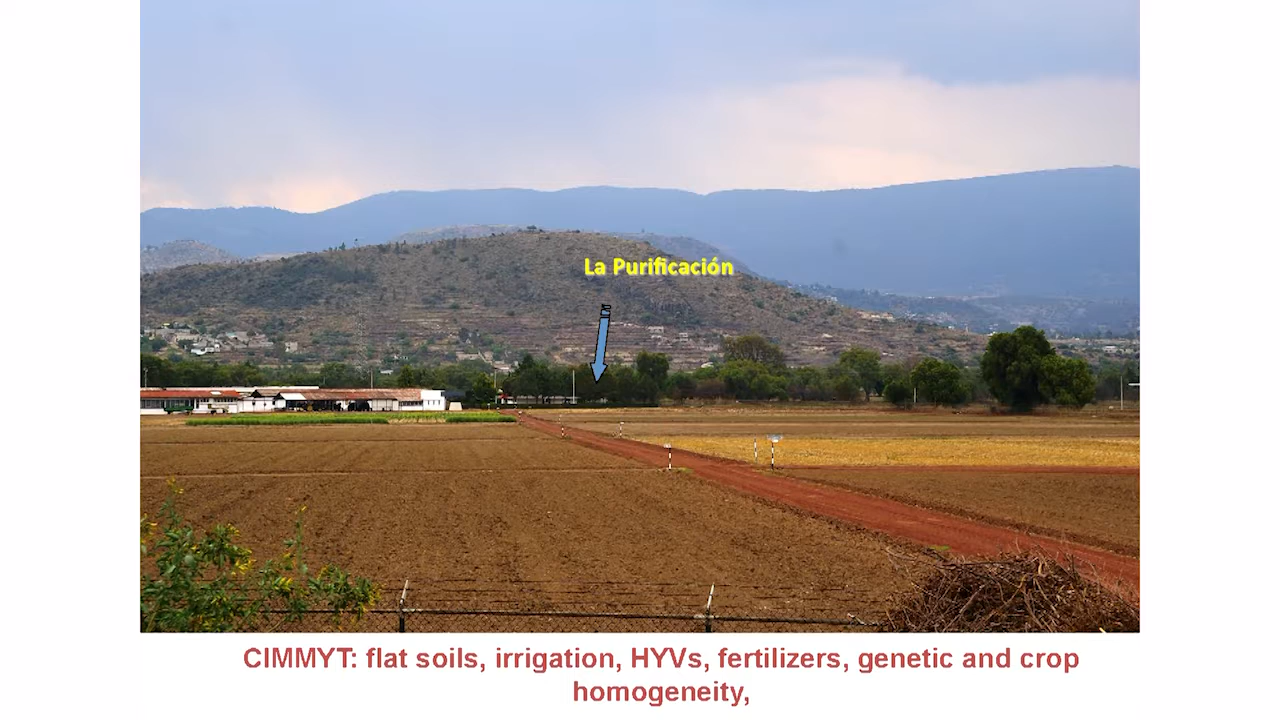 La Purificación
CIMMYT: flat soils, irrigation, HYVs, fertilizers, genetic and crop
homogeneity,